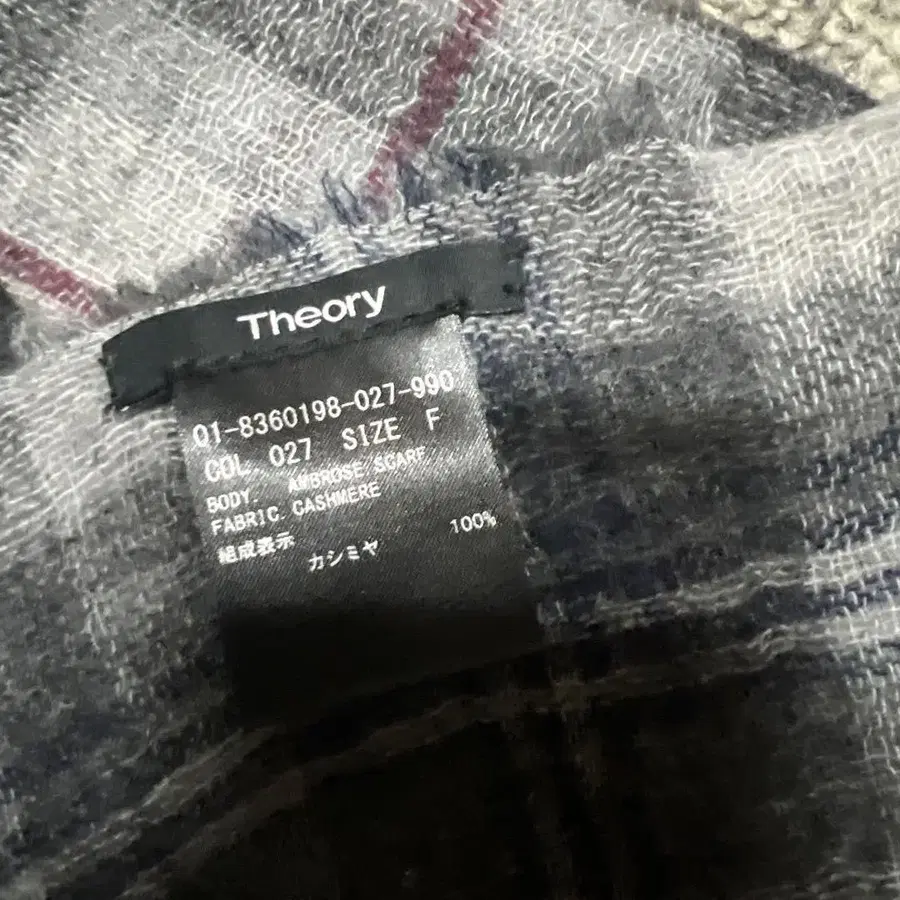 Theory
01-8360198-027-990
COL. 027 SIZE F
BODY. AMBROSE SCARF
FABRIC. CASHMERE
組成表示
カシミヤ 100%